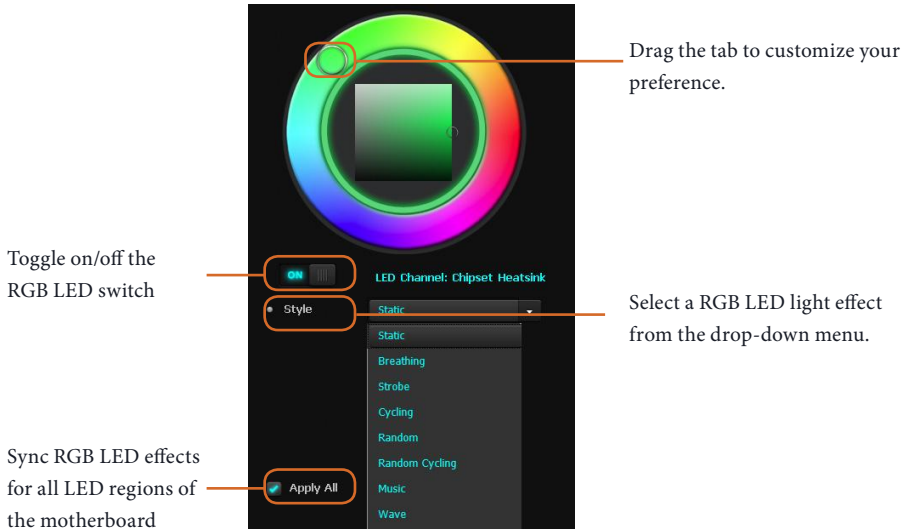 Drag the tab to customize your
preference.
Toggle on/off the
RGB LED switch
ON
LED Channel: Chipset Heatsink
Style
Static
Select a RGB LED light effect
from the drop-down menu.
Static
Breathing
Strobe
Cycling
Random
Random Cycling
Music
Wave
Sync RGB LED effects
for all LED regions of
the motherboard
Apply All